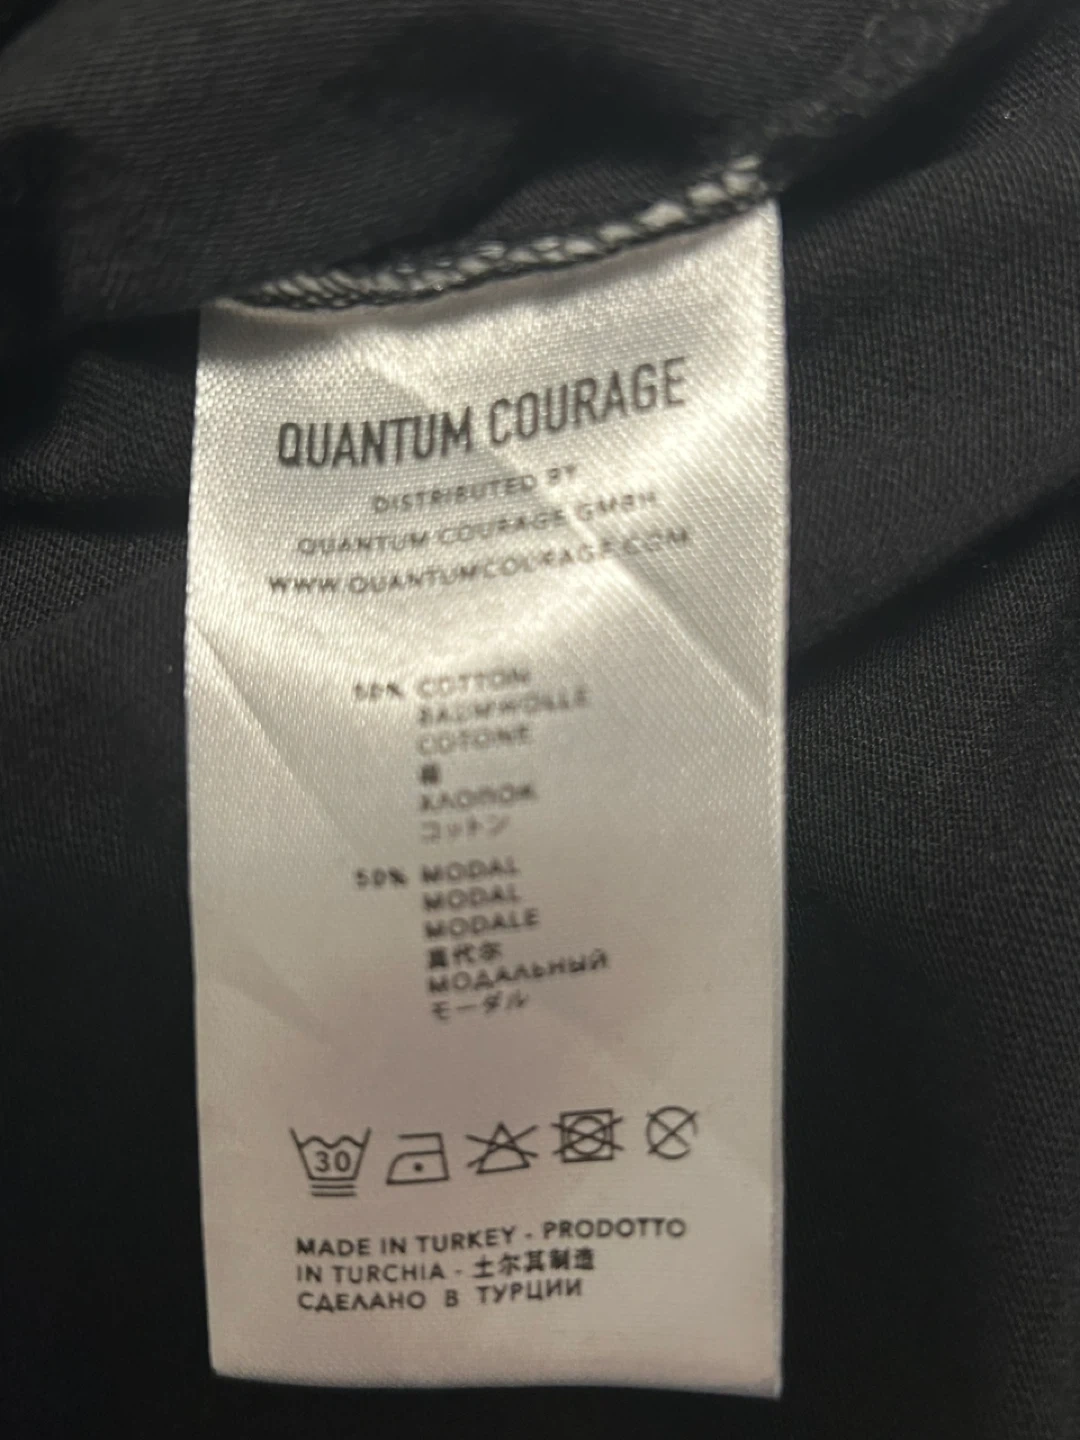 QUANTUM COURAGE
DISTRIBUTED BY
QUANTUM COURAGE GMBH
WWW.QUANTUMCOURAGE.COM
50% COTTON
BAUMWOLLE
COTONE
棉
ХЛОПОК
コットン
50% MODAL
MODAL
MODALE
莫代尔
МОДАЛЬНЫЙ
モーダル
30
MADE IN TURKEY - PRODOTTO
IN TURCHIA - 土尔其制造
СДЕЛАНО В ТУРЦИИ